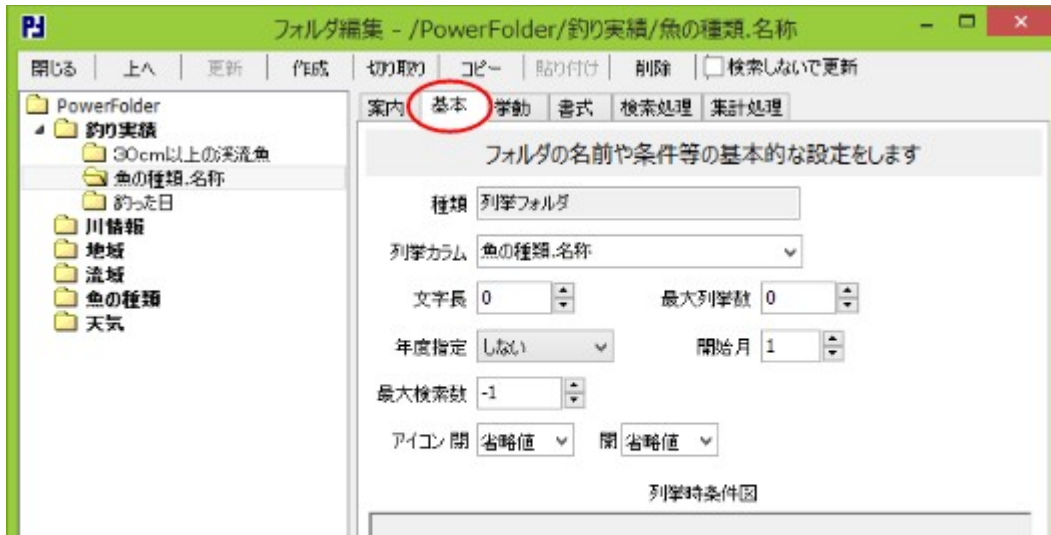 フォルダ編集 - /PowerFolder/釣り実績/魚の種類.名称
閉じる 上へ 更新 作成 切り取り コピー 貼り付け 削除 検索しないで更新
PowerFolder
釣り実績
30cm以上の渓流魚
魚の種類.名称
釣った日
川情報
地域
流域
魚の種類
天気
案内 基本 挙動 書式 検索処理 集計処理
フォルダの名前や条件等の基本的な設定をします
種類 列挙フォルダ
列挙カラム 魚の種類.名称
文字長 0 最大列挙数 0
年度指定 しない 開始月 1
最大検索数 -1
アイコン 閉 省略値 開 省略値
列挙時条件図